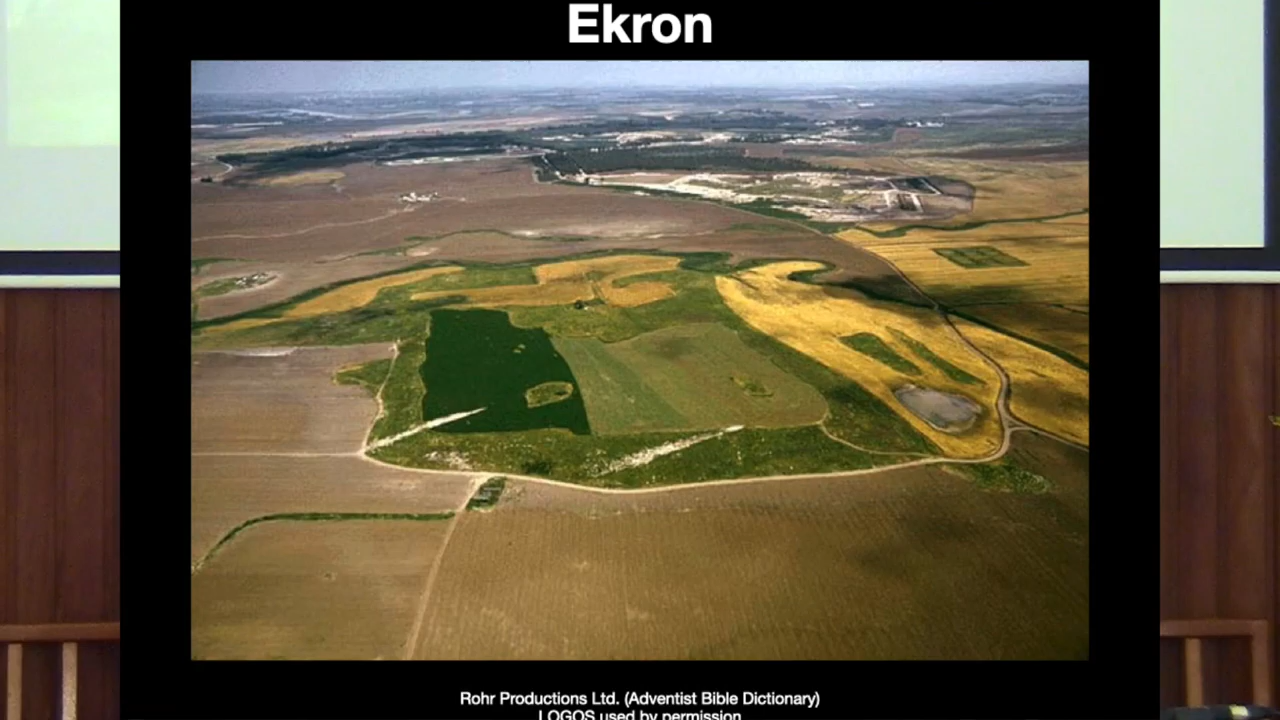 Ekron
Rohr Productions Ltd. (Adventist Bible Dictionary)
LOGOS used by permission